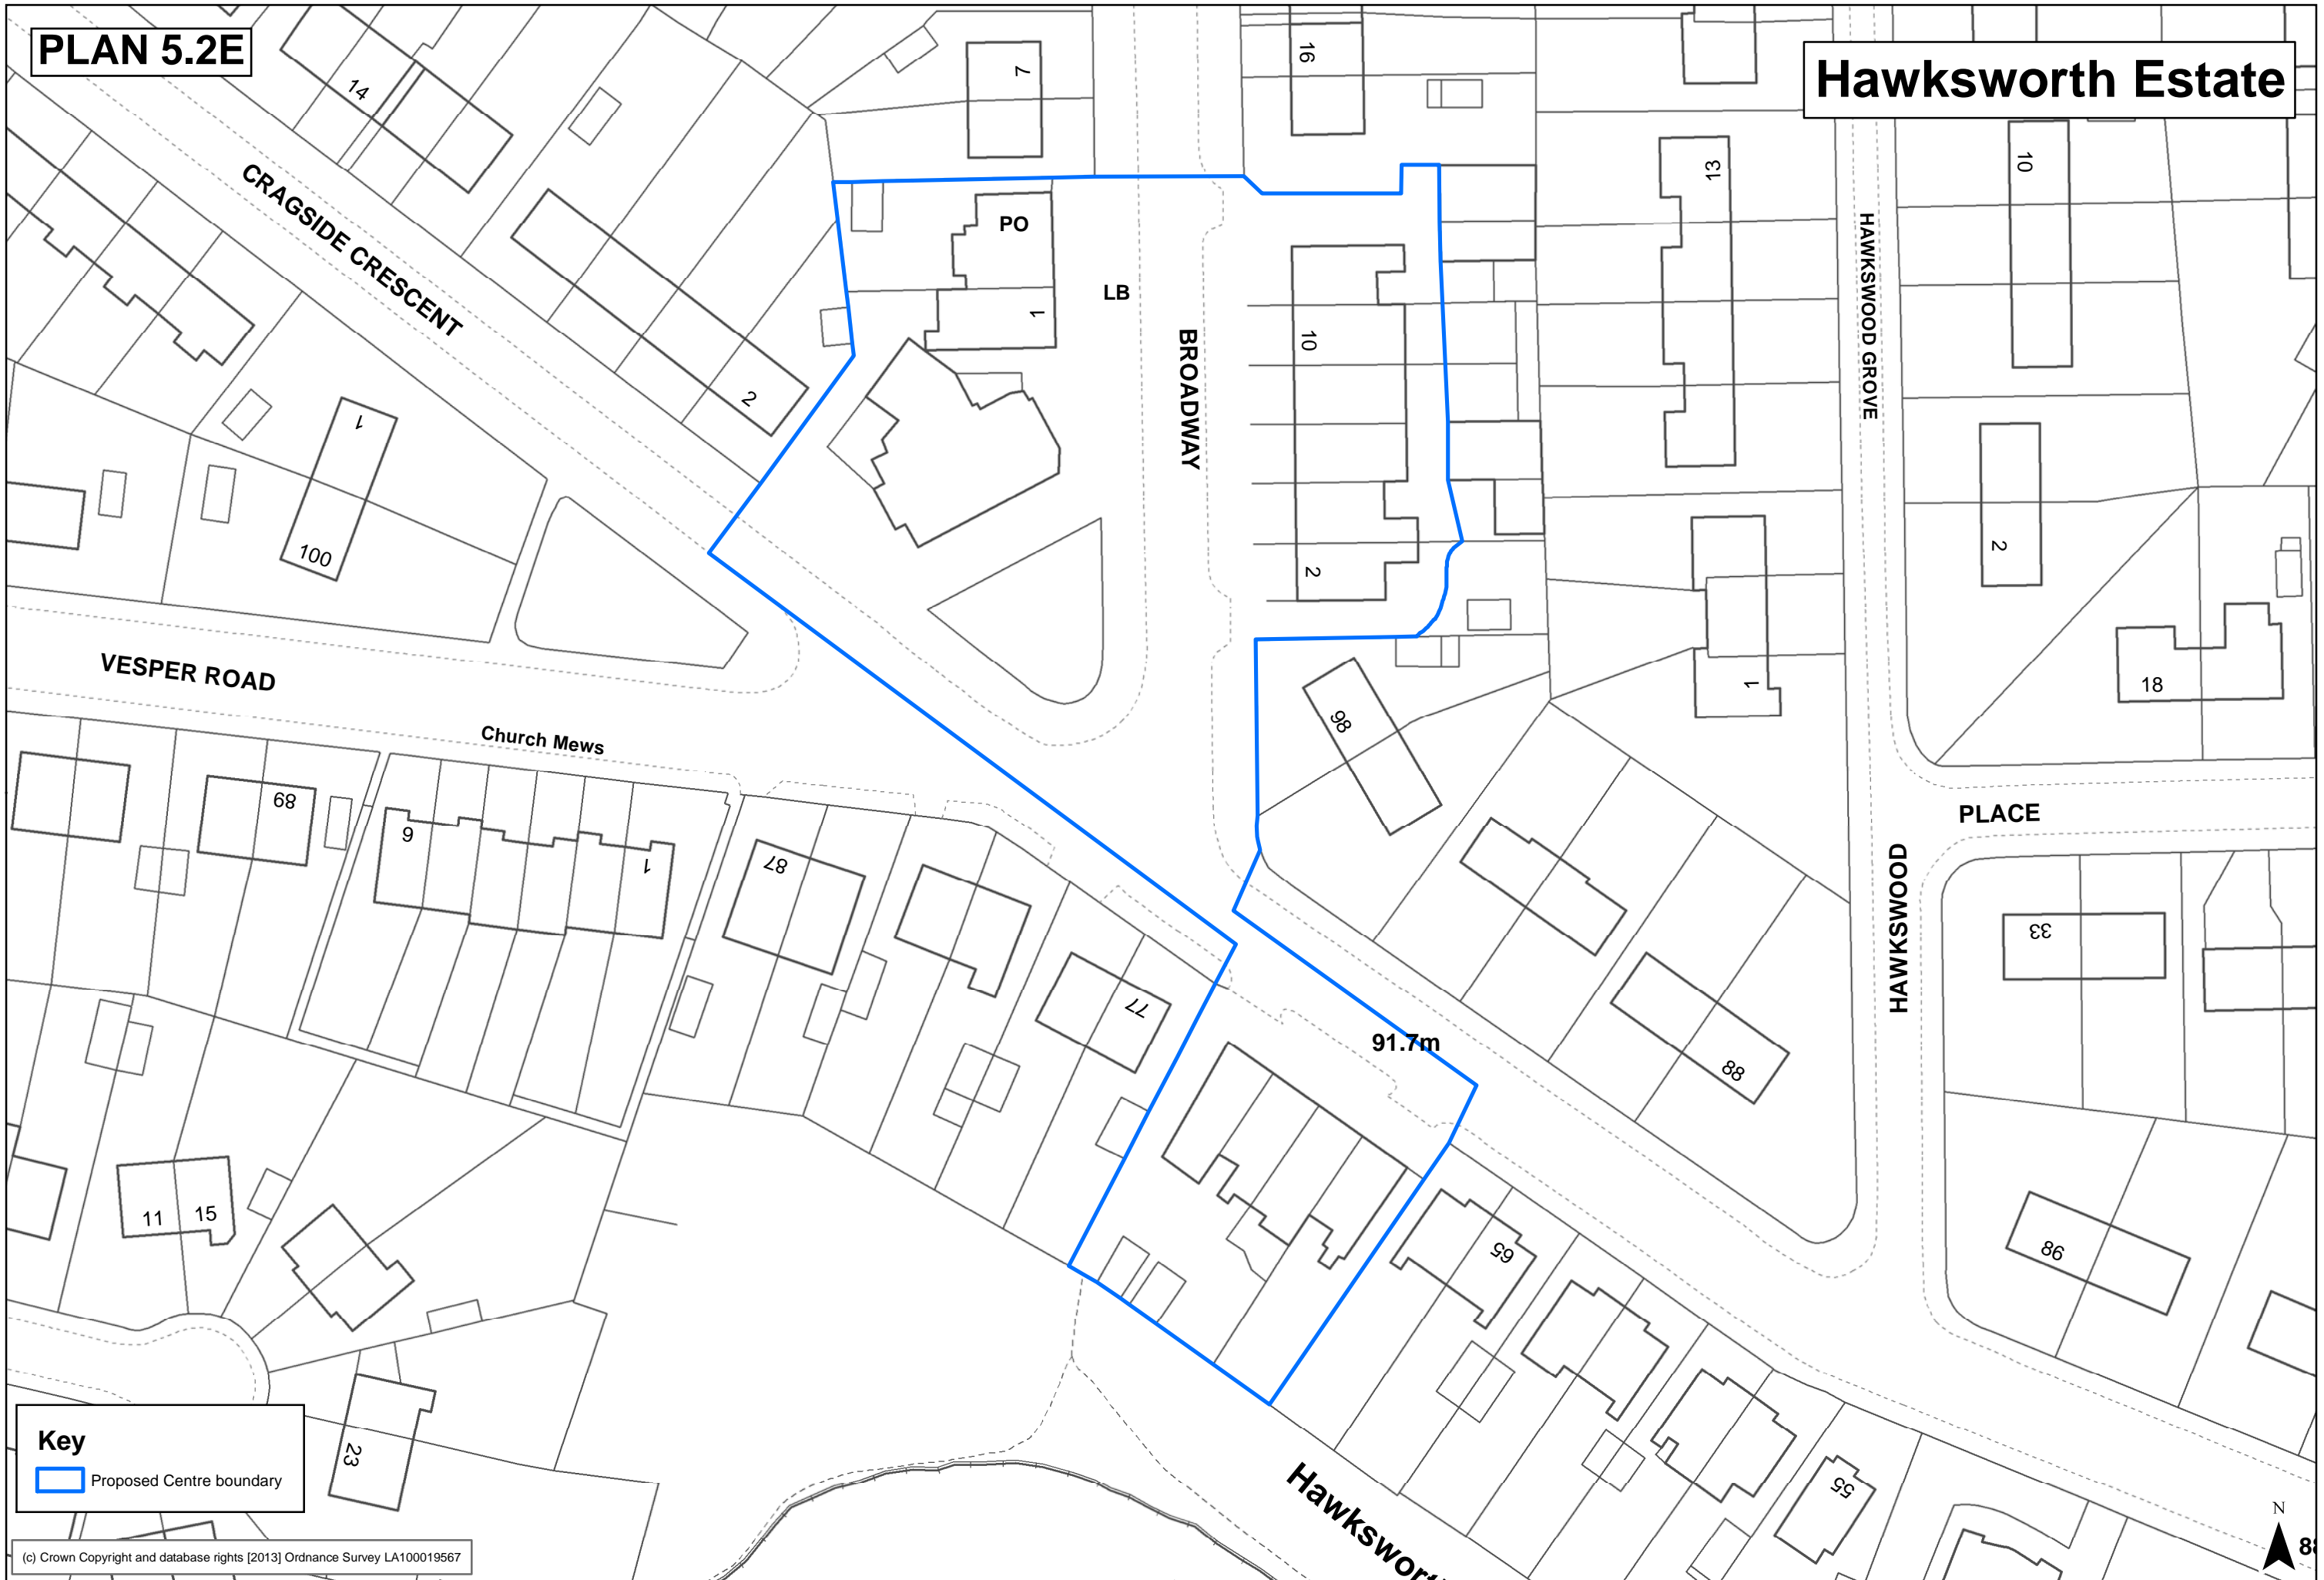 PLAN 5.2E
Hawksworth Estate
14
7
16
13
10
CRAGSIDE CRESCENT
PO
LB
1
BROADWAY
10
HAWKSWOOD GROVE
2
1
100
2
2
VESPER ROAD
98
1
18
Church Mews
PLACE
89
6
1
87
HAWKSWOOD
33
77
91.7m
88
11
15
65
98
23
55
Key
Proposed Centre boundary
N
(c) Crown Copyright and database rights [2013] Ordnance Survey LA100019567